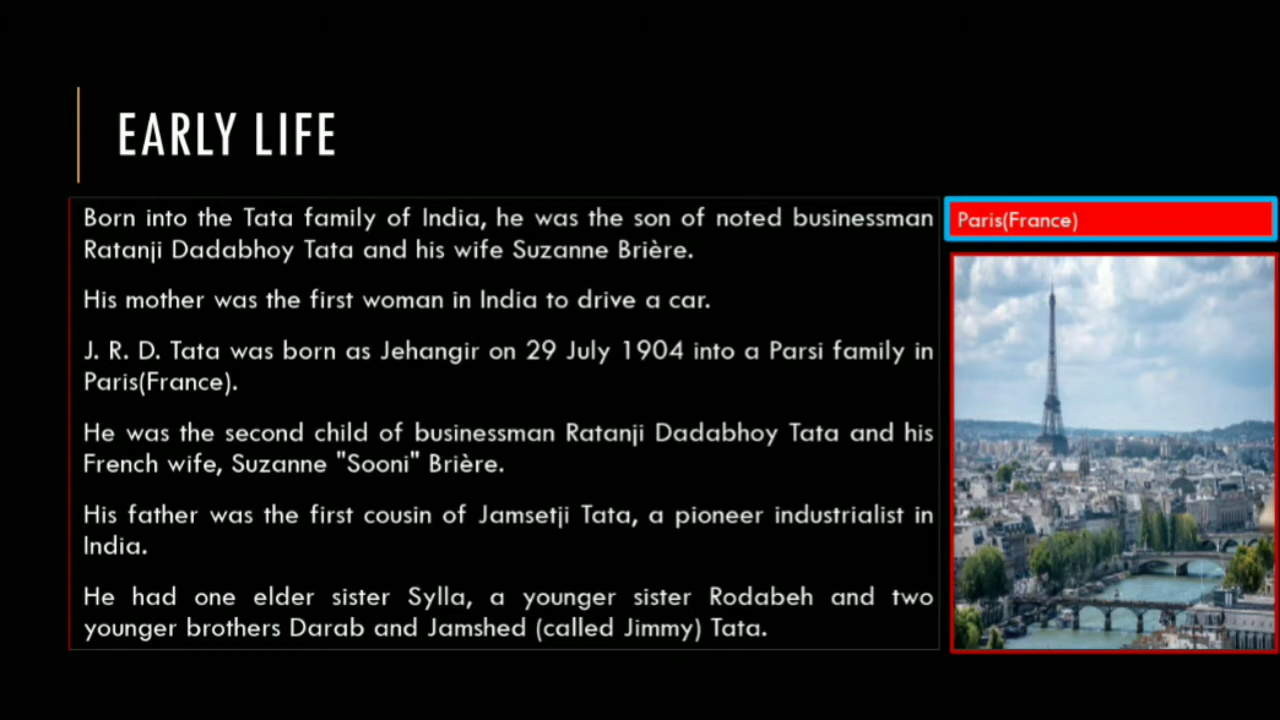 EARLY LIFE
Born into the Tata family of India, he was the son of noted businessman
Ratanji Dadabhoy Tata and his wife Suzanne Brière.
His mother was the first woman in India to drive a car.
J. R. D. Tata was born as Jehangir on 29 July 1904 into a Parsi family in
Paris(France).
He was the second child of businessman Ratanji Dadabhoy Tata and his
French wife, Suzanne "Sooni" Brière.
His father was the first cousin of Jamsetji Tata, a pioneer industrialist in
India.
He had one elder sister Sylla, a younger sister Rodabeh and two
younger brothers Darab and Jamshed (called Jimmy) Tata.
Paris(France)